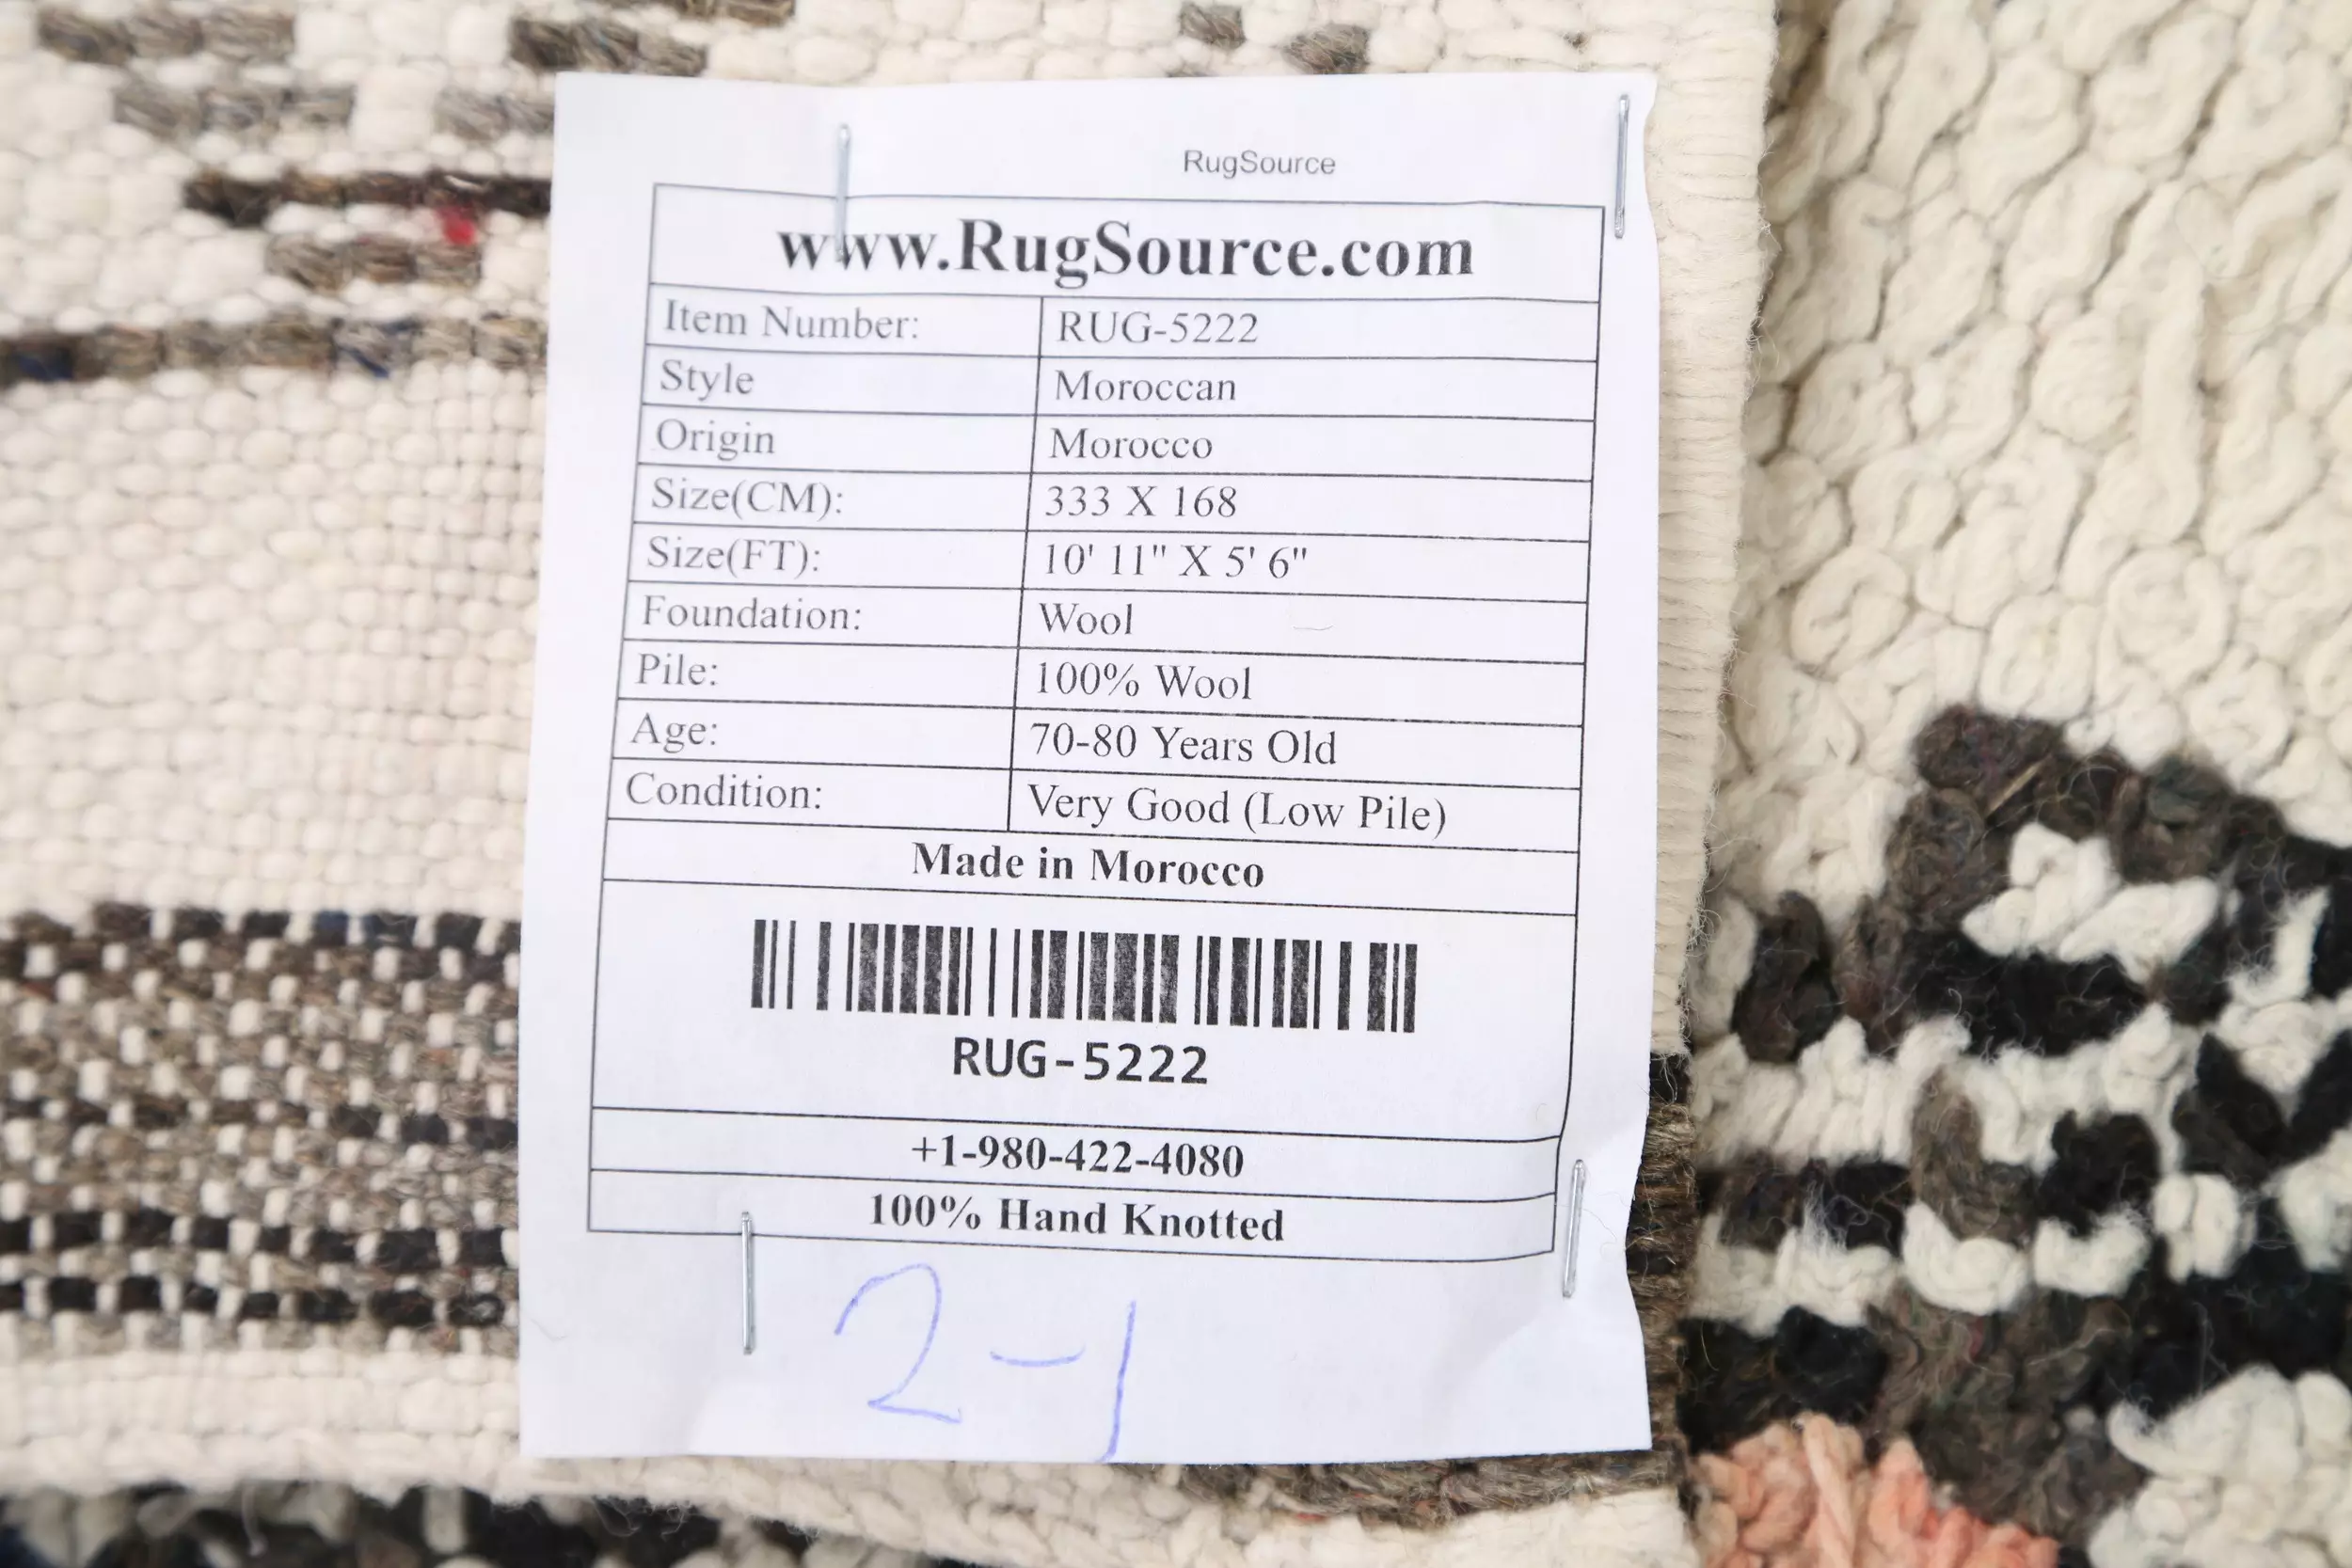 RugSource
www.RugSource.com
Item Number: RUG-5222
Style Moroccan
Origin Morocco
Size(CM): 333 X 168
Size(FT): 10' 11" X 5' 6"
Foundation: Wool
Pile: 100% Wool
Age: 70-80 Years Old
Condition: Very Good (Low Pile)
Made in Morocco
RUG-5222
+1-980-422-4080
100% Hand Knotted
2-1